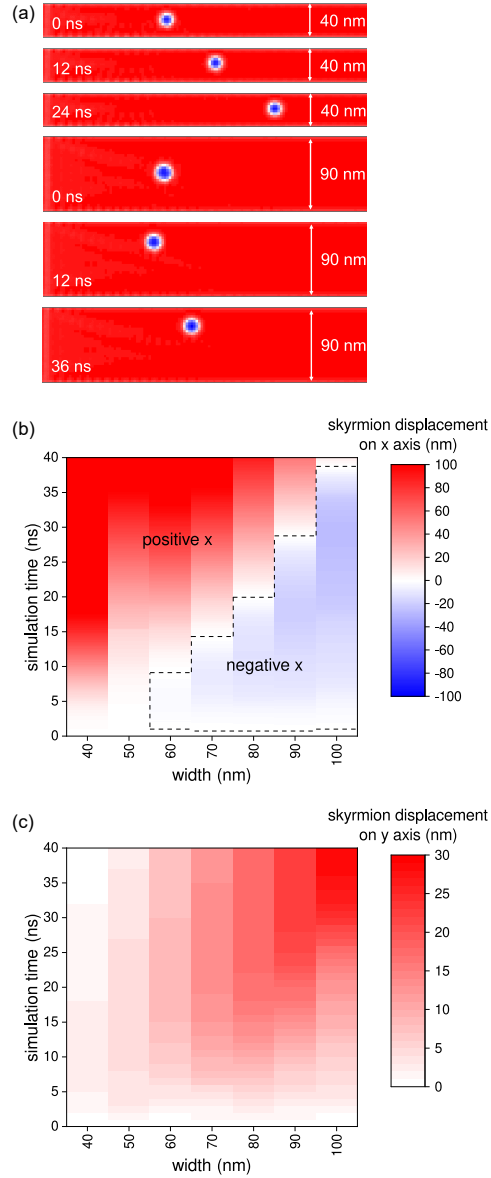 (a)
0 ns
40 nm
12 ns
40 nm
24 ns
40 nm
0 ns
90 nm
12 ns
90 nm
36 ns
90 nm
(b)
skyrmion displacement
on x axis (nm)
simulation time (ns)
40
35
30
25
20
15
10
5
0
positive x
negative x
40
50
60
70
80
90
100
width (nm)
100
80
60
40
20
0
-20
-40
-60
-80
-100
(c)
skyrmion displacement
on y axis (nm)
simulation time (ns)
40
35
30
25
20
15
10
5
0
40
50
60
70
80
90
100
width (nm)
30
25
20
15
10
5
0